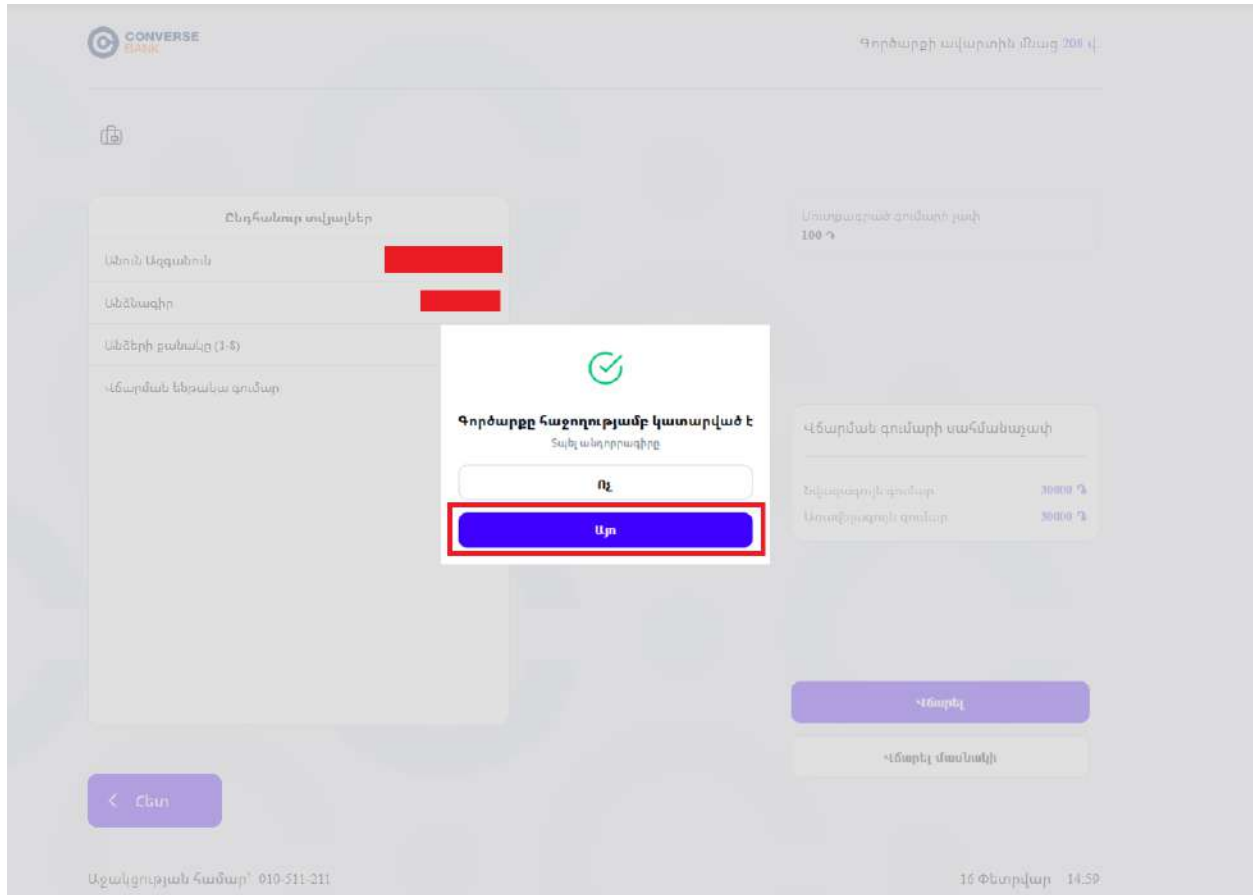 CONVERSE
BANK
Գործարքի ավարտին մնաց 208 վ.
Ընդհանուր տվյալներ
Անուն Ազգանուն
Անձնագիր
Անձերի քանակը (1-8)
Վճարման ենթակա գումար
Մուտքագրած գումարի չափ
100 ֏
Գործարքը հաջողությամբ կատարված է
Տպել անդորրագիրը
Ոչ
Այո
Վճարման գումարի սահմանաչափ
Նվազագույն գումար 30000 ֏
Առավելագույն գումար 30000 ֏
Վճարել
Վճարել մասնակի
Հետ
Աջակցության համար՝ 010-511-211
16 Փետրվար 14:59